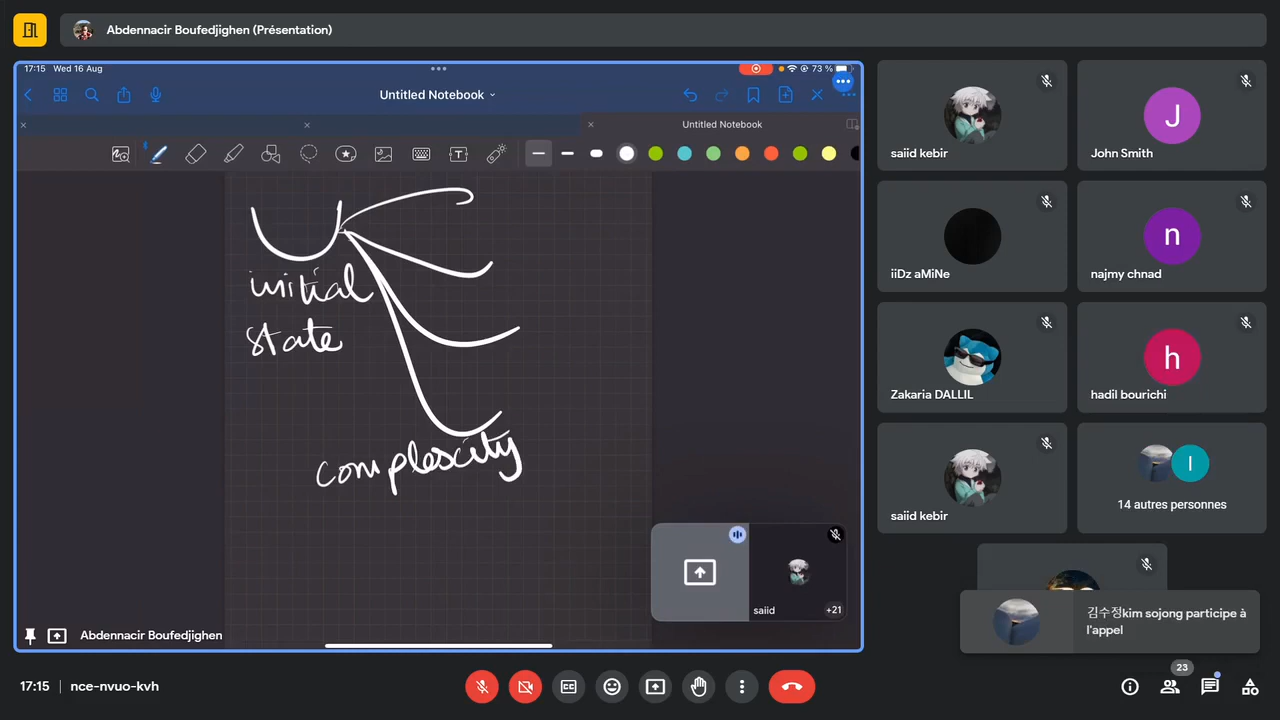 Abdennacir Boufedjighen (Présentation)
17:15 Wed 16 Aug
73 %
Untitled Notebook
Untitled Notebook
initial
state
complexity
saiid
+21
Abdennacir Boufedjighen
saiid kebir
J
John Smith
iiDz aMiNe
n
najmy chnad
Zakaria DALLIL
h
hadil bourichi
saiid kebir
I
14 autres personnes
김수정kim sojong participe à
l'appel
17:15 | nce-nvuo-kvh
23